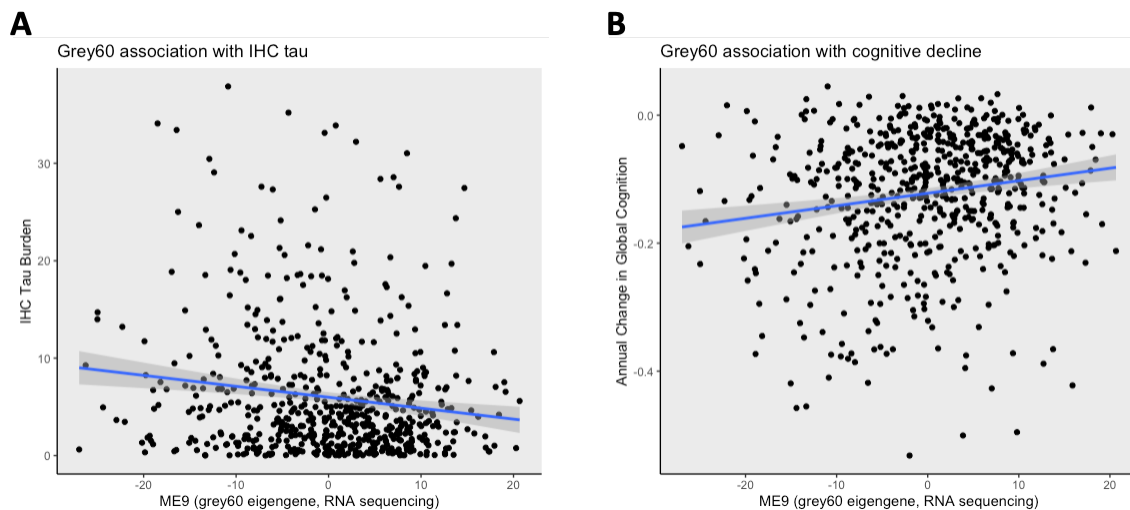 A
Grey60 association with IHC tau
IHC Tau Burden
30
20
10
0
-20
-10
0
10
20
ME9 (grey60 eigengene, RNA sequencing)
B
Grey60 association with cognitive decline
Annual Change in Global Cognition
0.0
-0.2
-0.4
-20
-10
0
10
20
ME9 (grey60 eigengene, RNA sequencing)